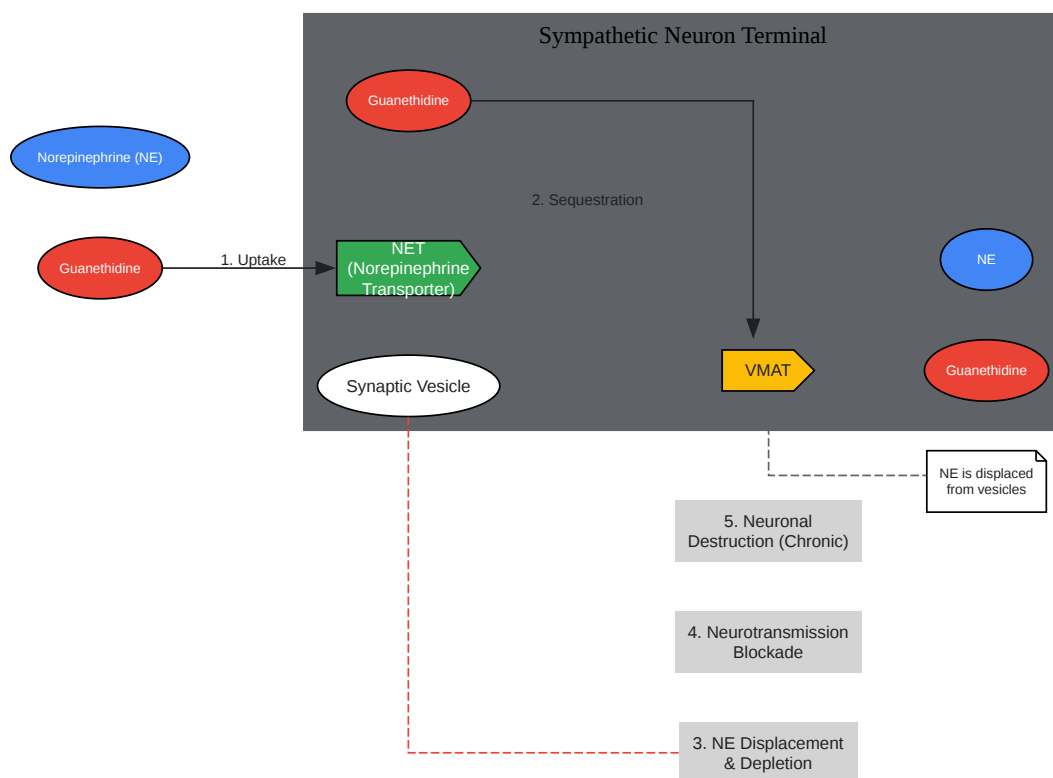 Sympathetic Neuron Terminal
Guanethidine
Norepinephrine (NE)
2. Sequestration
Guanethidine
1. Uptake
NET
(Norepinephrine
Transporter)
NE
Synaptic Vesicle
VMAT
Guanethidine
NE is displaced
from vesicles
5. Neuronal
Destruction (Chronic)
4. Neurotransmission
Blockade
3. NE Displacement
& Depletion